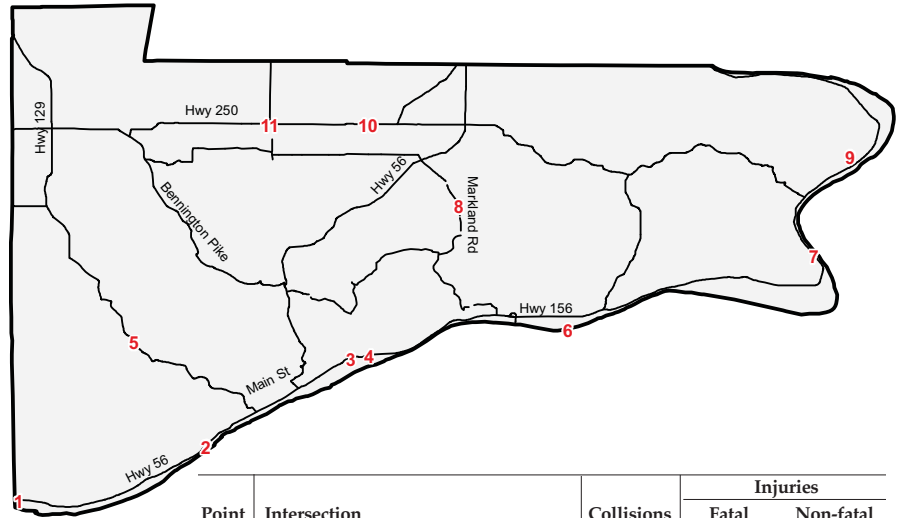 Hwy 129
Hwy 250
11
10
9
Hwy 56
Markland Rd
8
Bennington Pike
7
Hwy 156
6
5
3
4
Main St
2
Hwy 56
1
Injuries
Point Intersection Collisions Fatal Non-fatal